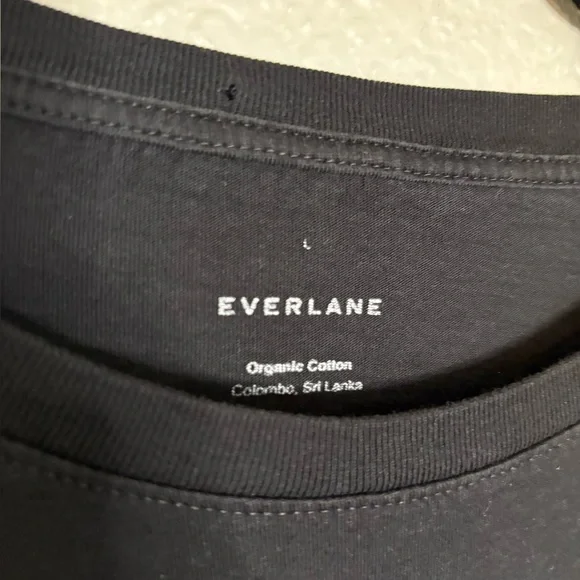 L
EVERLANE
Organic Cotton
Colombo, Sri Lanka